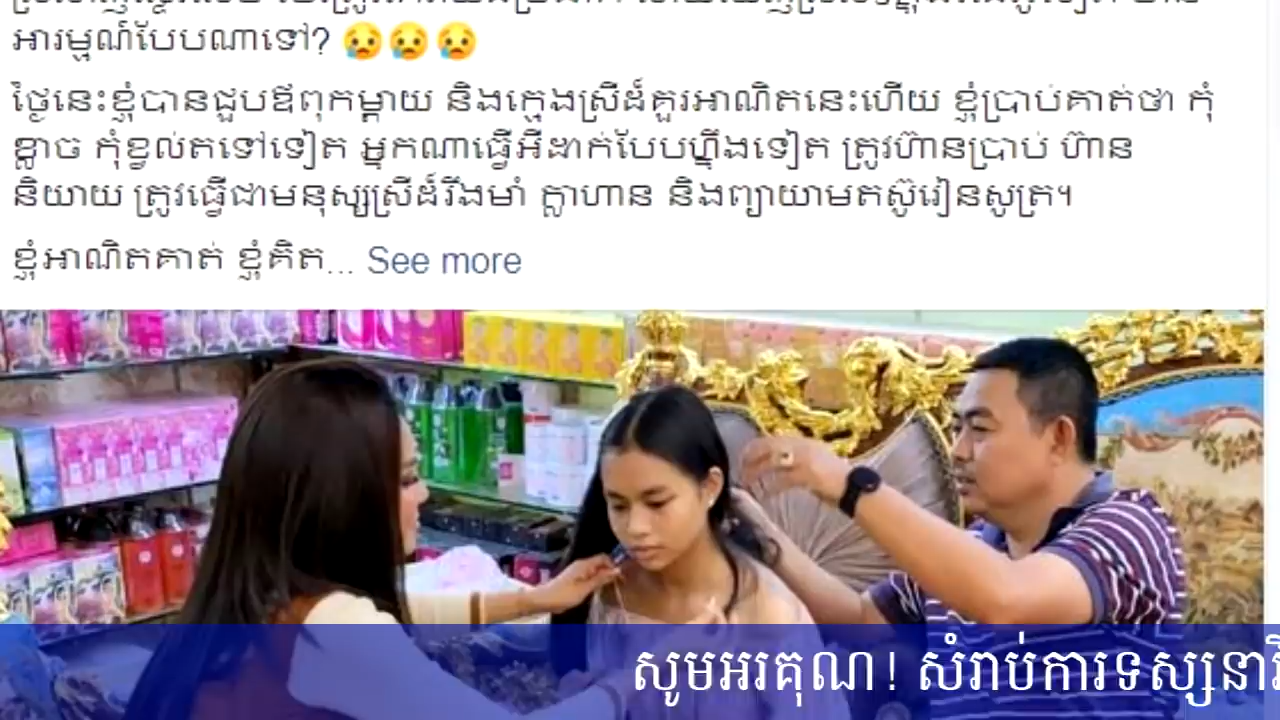 អារម្មណ៍បែបណាទៅ? 😥😥😥
ថ្ងៃនេះខ្ញុំបានជួបឪពុកម្ដាយ និងក្មេងស្រីដ៏គួរអាណិតនេះហើយ ខ្ញុំប្រាប់គាត់ថា កុំ
ខ្លាច កុំខ្វល់តទៅទៀត អ្នកណាធ្វើអីដាក់បែបហ្នឹងទៀត ត្រូវហ៊ានប្រាប់ ហ៊ាន
និយាយ ត្រូវធ្វើជាមនុស្សស្រីដ៏រឹងមាំ ក្លាហាន និងព្យាយាមតស៊ូរៀនសូត្រ។
ខ្ញុំអាណិតគាត់ ខ្ញុំគិត... See more
សូមអរគុណ! សំរាប់ការទស្សនា